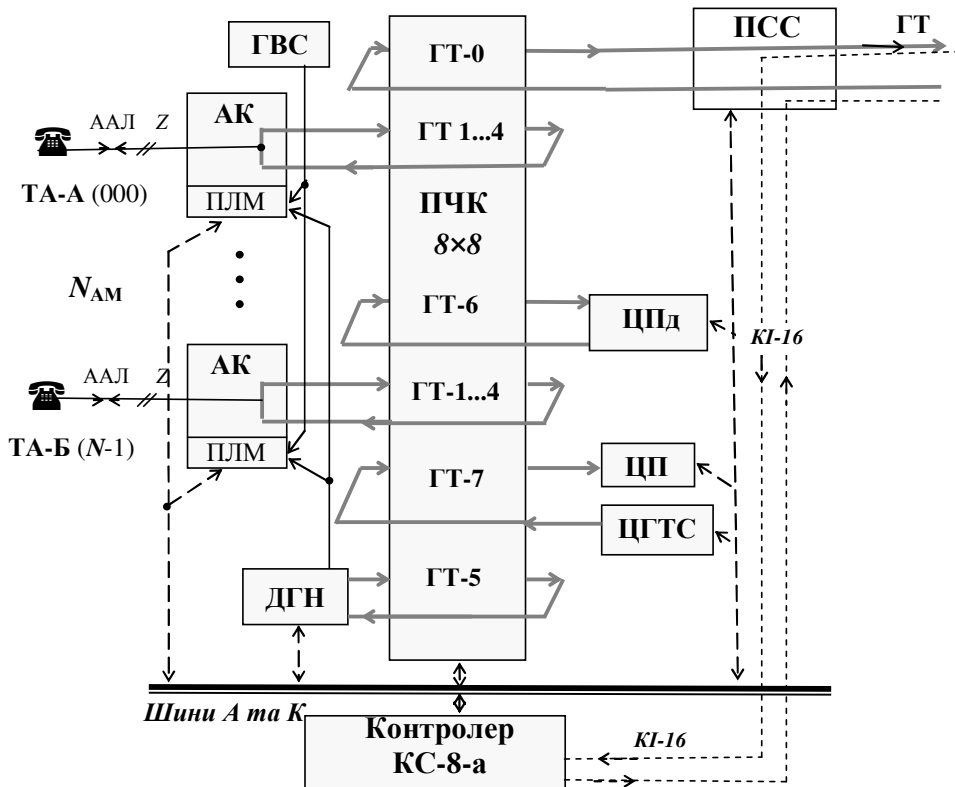 ГВС
ГТ-0
ПСС
ГТ
АК
ААЛ
Z
ГТ 1...4
ТА-А (000)
ПЛМ
ПЧК
8×8
NАМ
ГТ-6
ЦПд
КІ-16
АК
ААЛ
Z
ГТ-1...4
ТА-Б (N-1)
ПЛМ
ГТ-7
ЦП
ЦГТС
ГТ-5
ДГН
Шини А та К
Контролер
КС-8-а
КІ-16